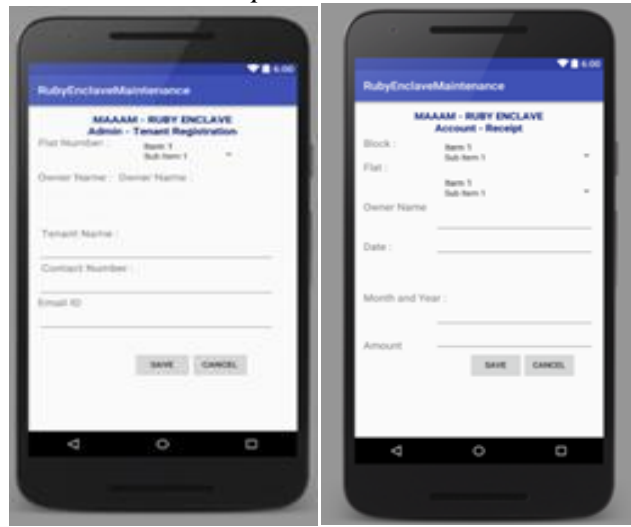 6:00
RubyEnclaveMaintenance
MAAAM - RUBY ENCLAVE
Admin - Tenant Registration
Flat Number :
Item 1
Sub Item 1
Owner Name : Owner Name :
Tenant Name :
Contact Number :
Email ID
SAVE CANCEL
6:00
RubyEnclaveMaintenance
MAAAM - RUBY ENCLAVE
Account - Receipt
Block :
Item 1
Sub Item 1
Flat :
Item 1
Sub Item 1
Owner Name
Date :
Month and Year :
Amount
SAVE CANCEL